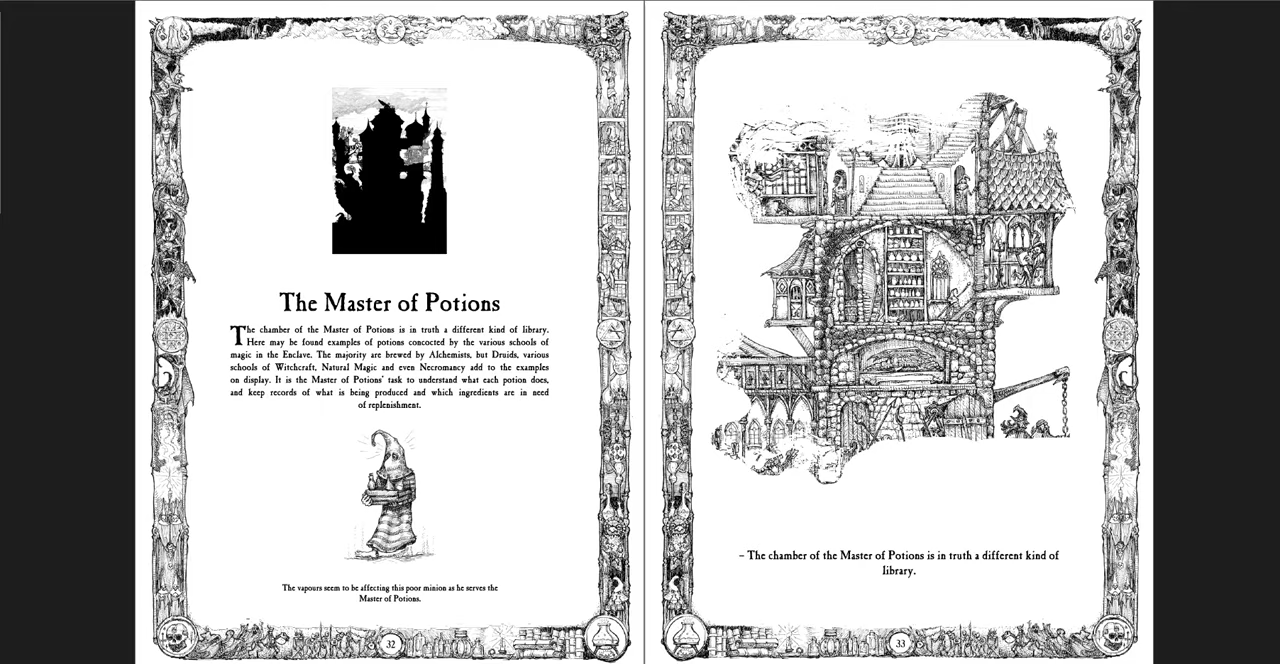 The Master of Potions
The chamber of the Master of Potions is in truth a different kind of library.
Here may be found examples of potions concocted by the various schools of
magic in the Enclave. The majority are brewed by Alchemists, but Druids, various
schools of Witchcraft, Natural Magic and even Necromancy add to the examples
on display. It is the Master of Potions' task to understand what each potion does,
and keep records of what is being produced and which ingredients are in need
of replenishment.
The vapours seem to be affecting this poor minion as he serves the
Master of Potions.
32
– The chamber of the Master of Potions is in truth a different kind of
library.
33